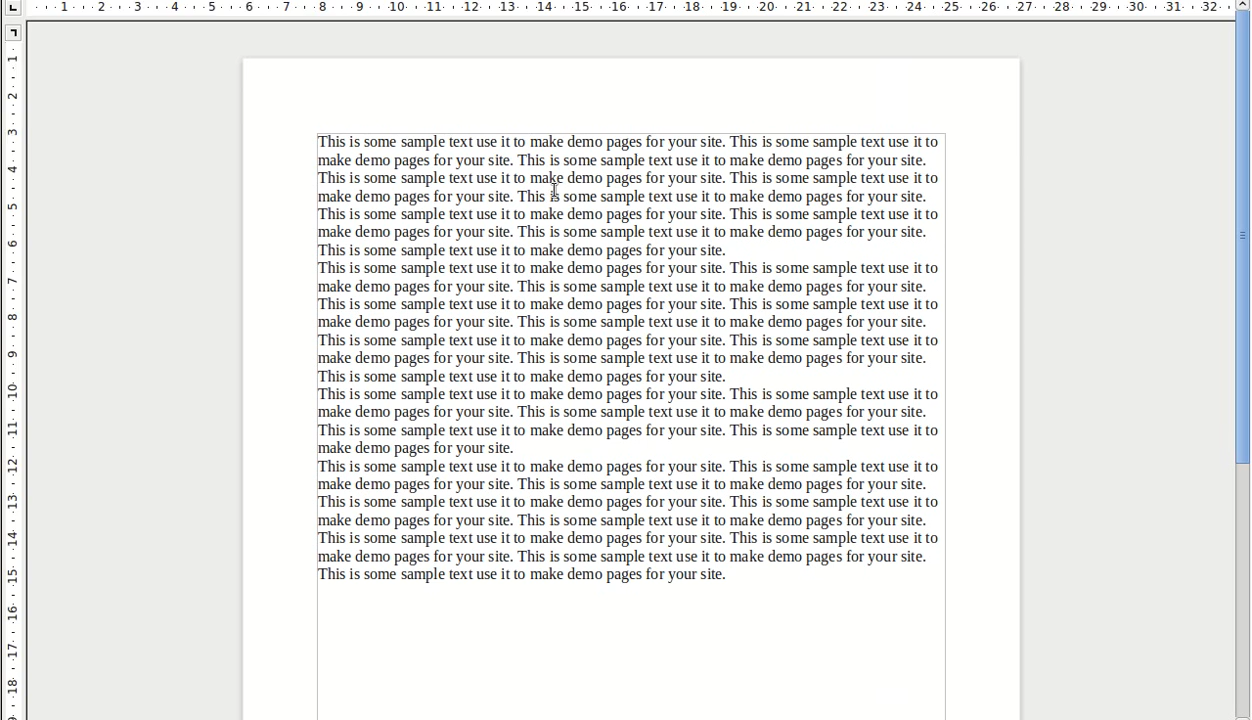 1 2 3 4 5 6 7 8 9 10 11 12 13 14 15 16 17 18 19 20 21 22 23 24 25 26 27 28 29 30 31 32
1
2
3
4
5
6
7
8
9
10
11
12
13
14
15
16
17
18
This is some sample text use it to make demo pages for your site. This is some sample text use it to
make demo pages for your site. This is some sample text use it to make demo pages for your site.
This is some sample text use it to make demo pages for your site. This is some sample text use it to
make demo pages for your site. This is some sample text use it to make demo pages for your site.
This is some sample text use it to make demo pages for your site. This is some sample text use it to
make demo pages for your site. This is some sample text use it to make demo pages for your site.
This is some sample text use it to make demo pages for your site.
This is some sample text use it to make demo pages for your site. This is some sample text use it to
make demo pages for your site. This is some sample text use it to make demo pages for your site.
This is some sample text use it to make demo pages for your site. This is some sample text use it to
make demo pages for your site. This is some sample text use it to make demo pages for your site.
This is some sample text use it to make demo pages for your site. This is some sample text use it to
make demo pages for your site. This is some sample text use it to make demo pages for your site.
This is some sample text use it to make demo pages for your site.
This is some sample text use it to make demo pages for your site. This is some sample text use it to
make demo pages for your site. This is some sample text use it to make demo pages for your site.
This is some sample text use it to make demo pages for your site. This is some sample text use it to
make demo pages for your site.
This is some sample text use it to make demo pages for your site. This is some sample text use it to
make demo pages for your site. This is some sample text use it to make demo pages for your site.
This is some sample text use it to make demo pages for your site. This is some sample text use it to
make demo pages for your site. This is some sample text use it to make demo pages for your site.
This is some sample text use it to make demo pages for your site. This is some sample text use it to
make demo pages for your site. This is some sample text use it to make demo pages for your site.
This is some sample text use it to make demo pages for your site.